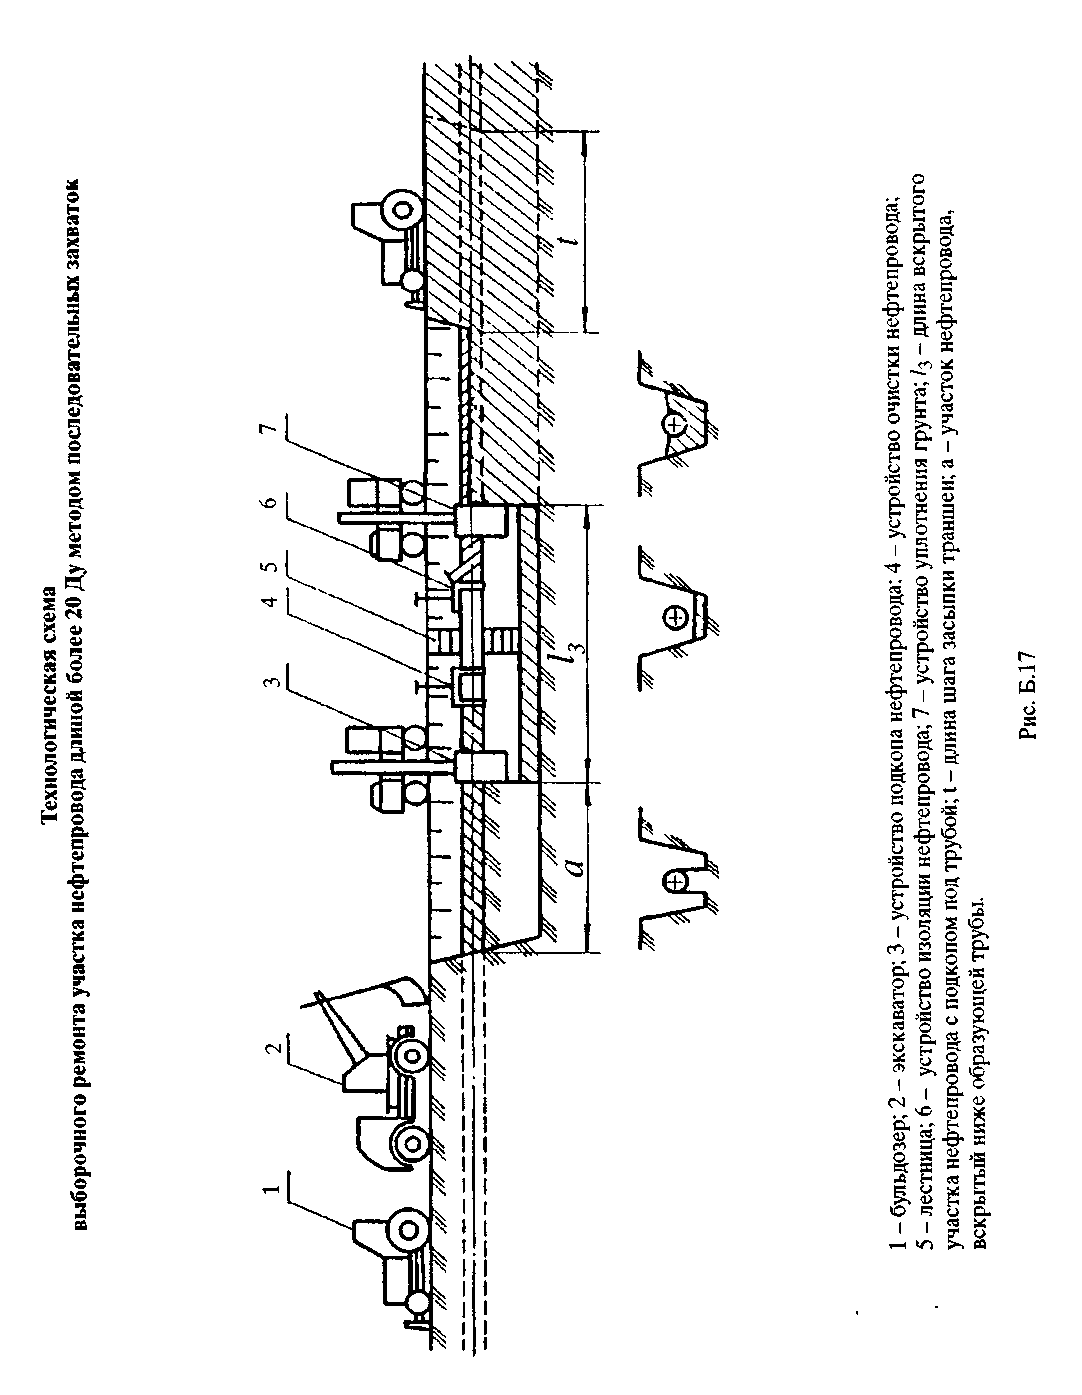 Технологическая схема
выборочного ремонта участка нефтепровода длиной более 20 Ду методом последовательных захваток
1
2
3
4
5
6
7
a
l3
t
1 – бульдозер; 2 – экскаватор; 3 – устройство подкопа нефтепровода: 4 – устройство очистки нефтепровода;
5 – лестница; 6 – устройство изоляции нефтепровода; 7 – устройство уплотнения грунта; l3 – длина вскрытого
участка нефтепровода с подкопом под трубой; t – длина шага засыпки траншеи; а – участок нефтепровода,
вскрытый ниже образующей трубы.
Рис. Б.17